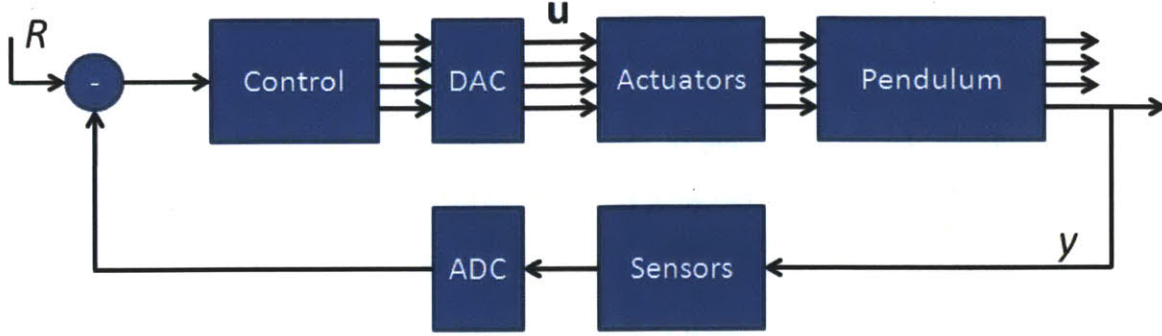 R
-
Control
DAC
u
Actuators
Pendulum
ADC
Sensors
y